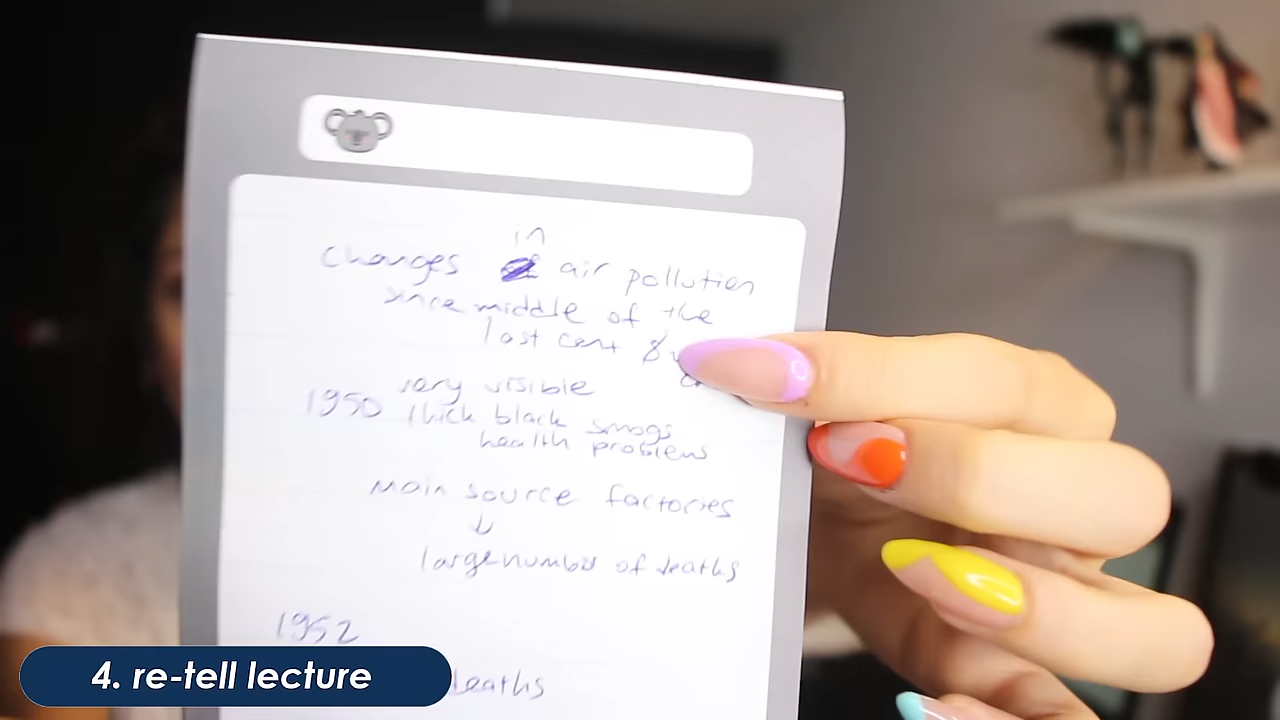 in
changes air pollution
since middle of the
last cent
very visible
1950 thick black smogs
health problems
main source factories
↓
large number of deaths
1952
deaths
4. re-tell lecture